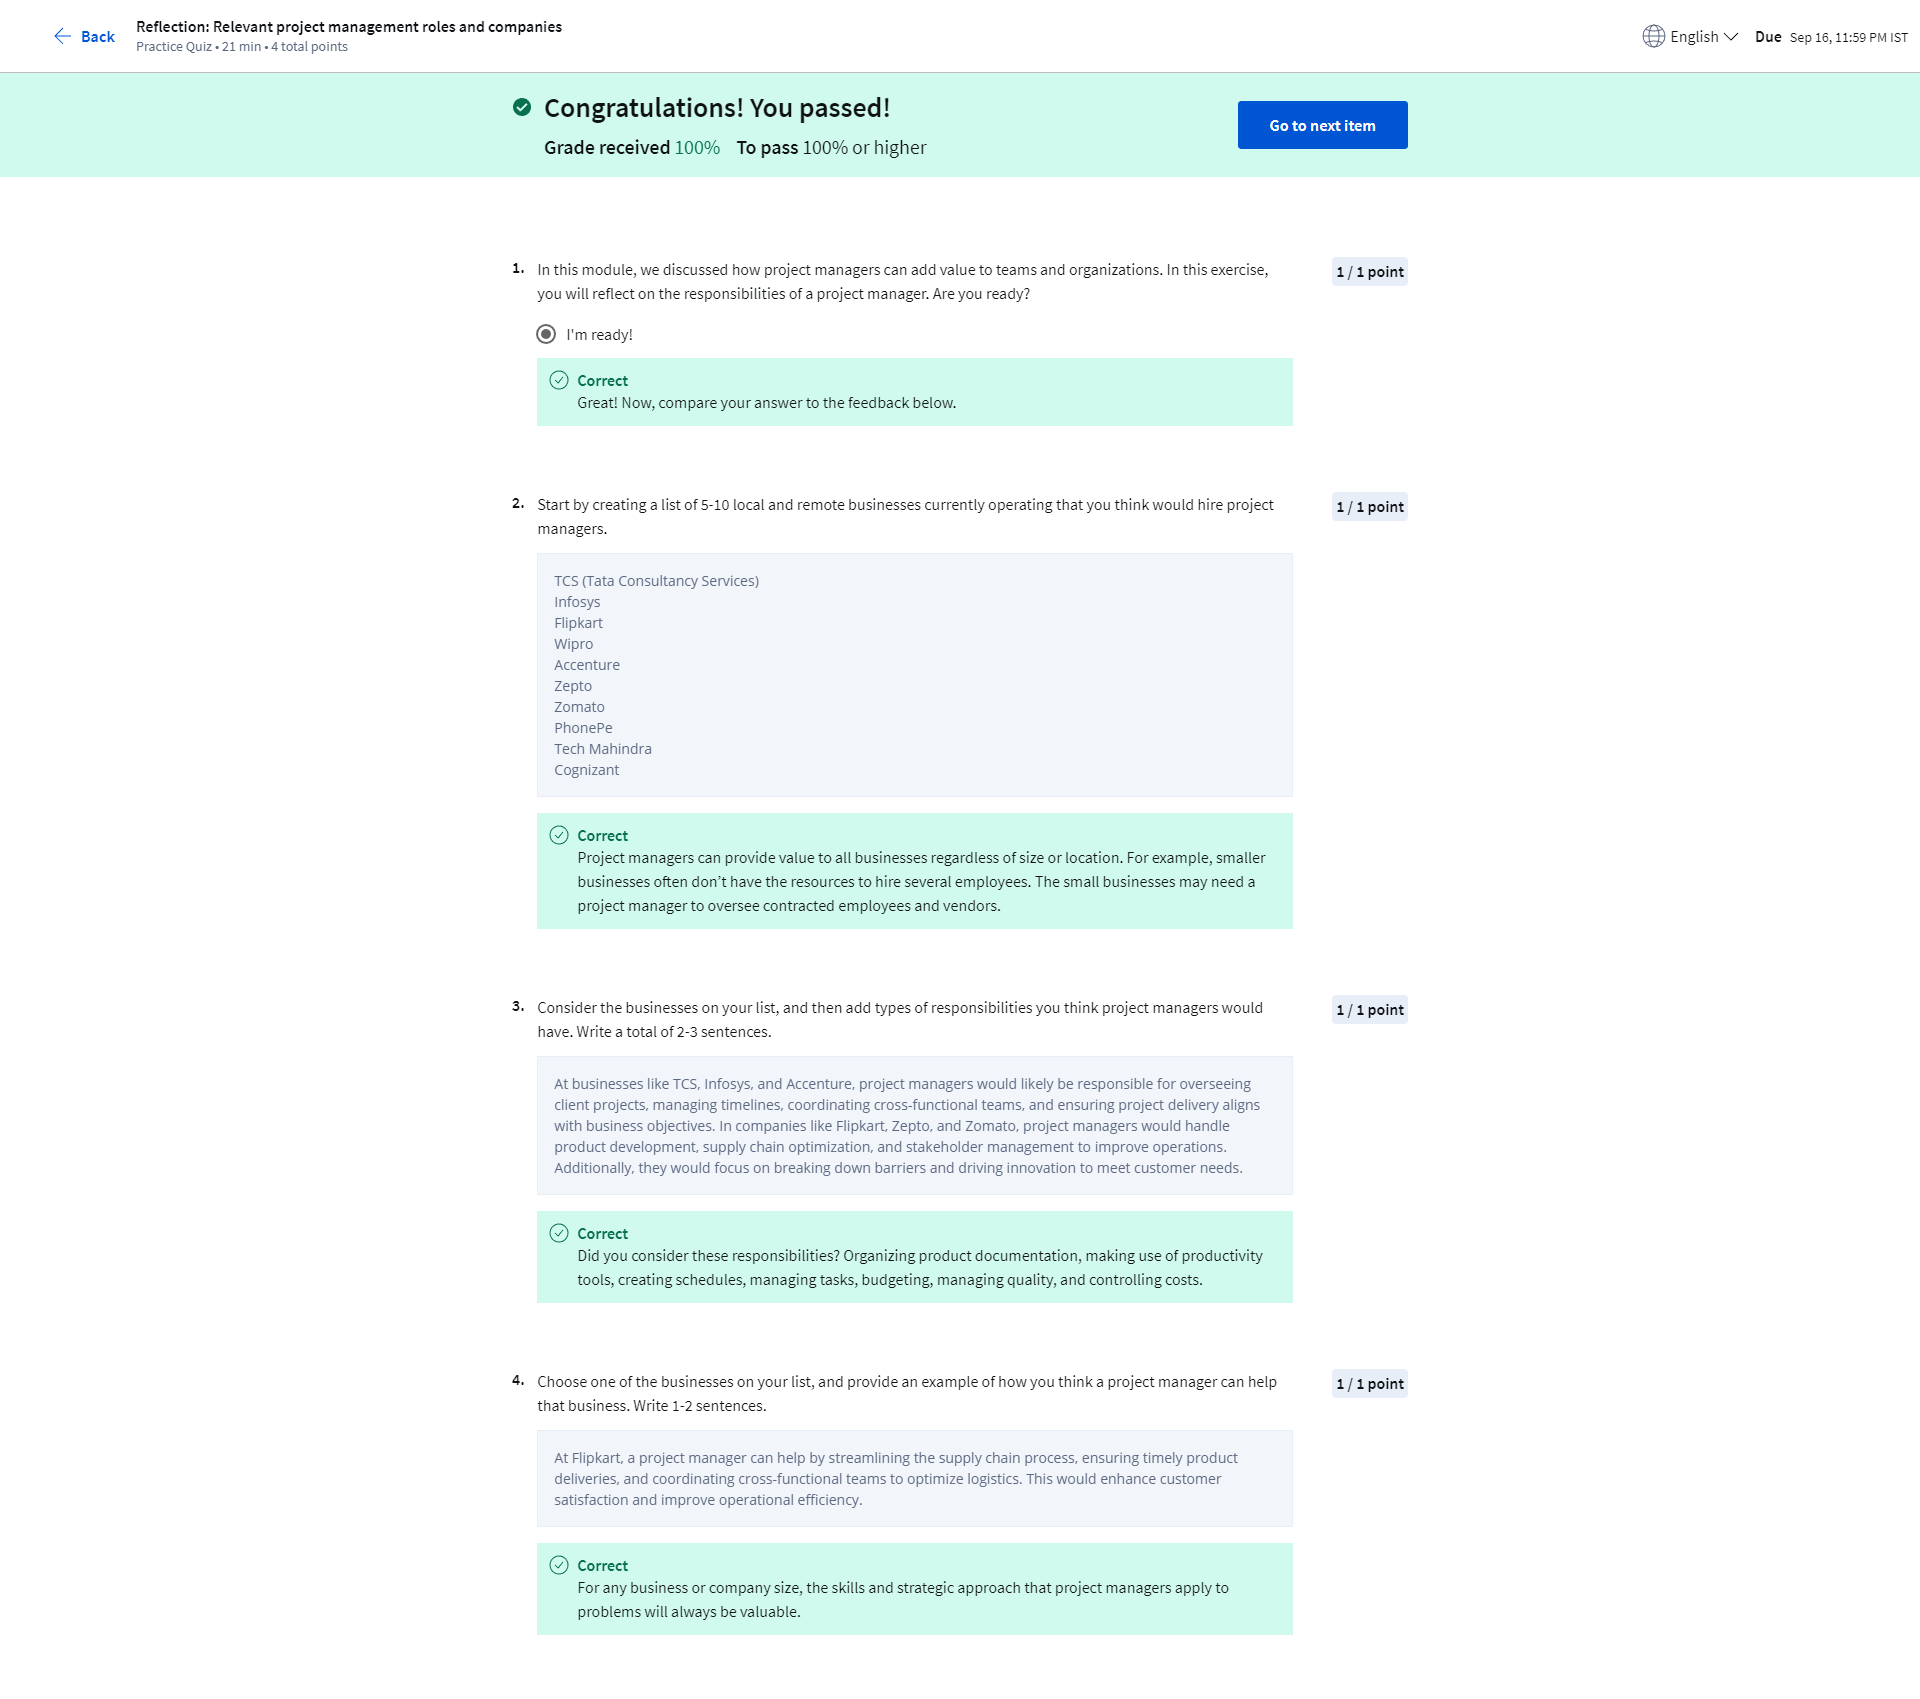 Back
Reflection: Relevant project management roles and companies
Practice Quiz • 21 min • 4 total points
English
Due Sep 16, 11:59 PM IST
Congratulations! You passed!
Grade received 100% To pass 100% or higher
Go to next item
1. In this module, we discussed how project managers can add value to teams and organizations. In this exercise,
you will reflect on the responsibilities of a project manager. Are you ready?
1 / 1 point
I'm ready!
Correct
Great! Now, compare your answer to the feedback below.
2. Start by creating a list of 5-10 local and remote businesses currently operating that you think would hire project
managers.
1 / 1 point
TCS (Tata Consultancy Services)
Infosys
Flipkart
Wipro
Accenture
Zepto
Zomato
PhonePe
Tech Mahindra
Cognizant
Correct
Project managers can provide value to all businesses regardless of size or location. For example, smaller
businesses often don’t have the resources to hire several employees. The small businesses may need a
project manager to oversee contracted employees and vendors.
3. Consider the businesses on your list, and then add types of responsibilities you think project managers would
have. Write a total of 2-3 sentences.
1 / 1 point
At businesses like TCS, Infosys, and Accenture, project managers would likely be responsible for overseeing
client projects, managing timelines, coordinating cross-functional teams, and ensuring project delivery aligns
with business objectives. In companies like Flipkart, Zepto, and Zomato, project managers would handle
product development, supply chain optimization, and stakeholder management to improve operations.
Additionally, they would focus on breaking down barriers and driving innovation to meet customer needs.
Correct
Did you consider these responsibilities? Organizing product documentation, making use of productivity
tools, creating schedules, managing tasks, budgeting, managing quality, and controlling costs.
4. Choose one of the businesses on your list, and provide an example of how you think a project manager can help
that business. Write 1-2 sentences.
1 / 1 point
At Flipkart, a project manager can help by streamlining the supply chain process, ensuring timely product
deliveries, and coordinating cross-functional teams to optimize logistics. This would enhance customer
satisfaction and improve operational efficiency.
Correct
For any business or company size, the skills and strategic approach that project managers apply to
problems will always be valuable.